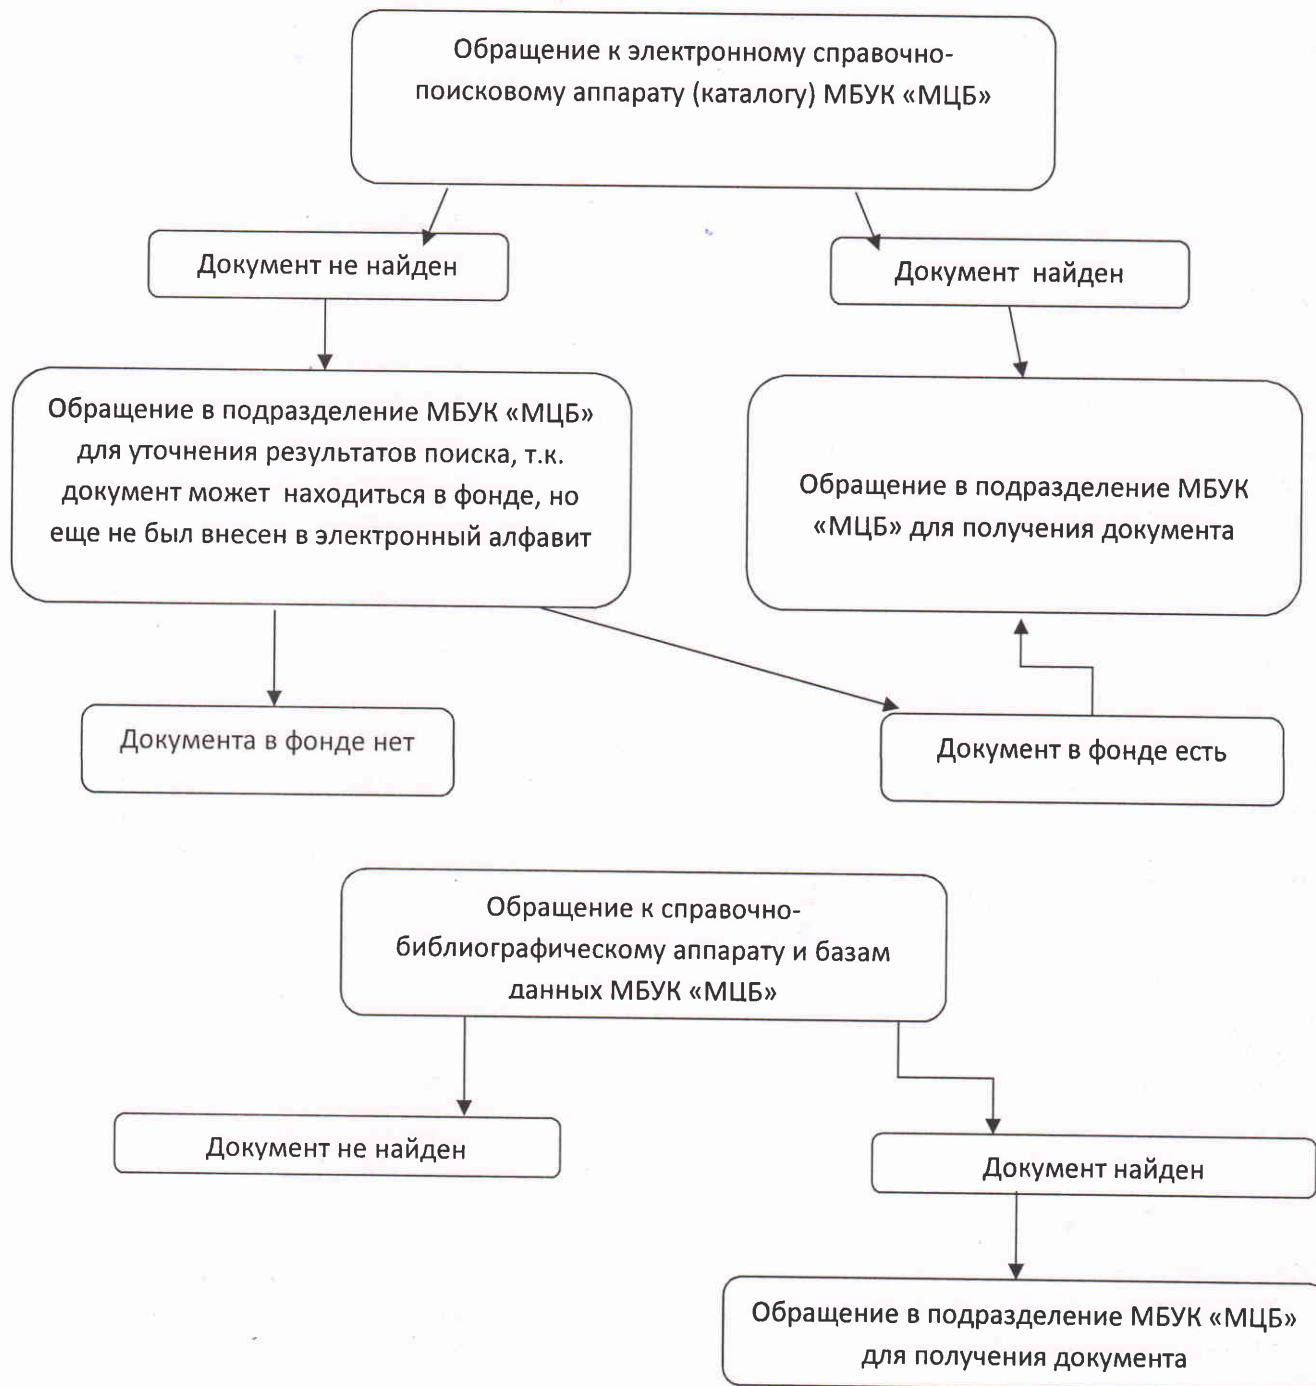 Обращение к электронному справочно-
поисковому аппарату (каталогу) МБУК «МЦБ»
Документ не найден
Документ найден
Обращение в подразделение МБУК «МЦБ»
для уточнения результатов поиска, т.к.
документ может находиться в фонде, но
еще не был внесен в электронный алфавит
Обращение в подразделение МБУК
«МЦБ» для получения документа
Документа в фонде нет
Документ в фонде есть
Обращение к справочно-
библиографическому аппарату и базам
данных МБУК «МЦБ»
Документ не найден
Документ найден
Обращение в подразделение МБУК «МЦБ»
для получения документа